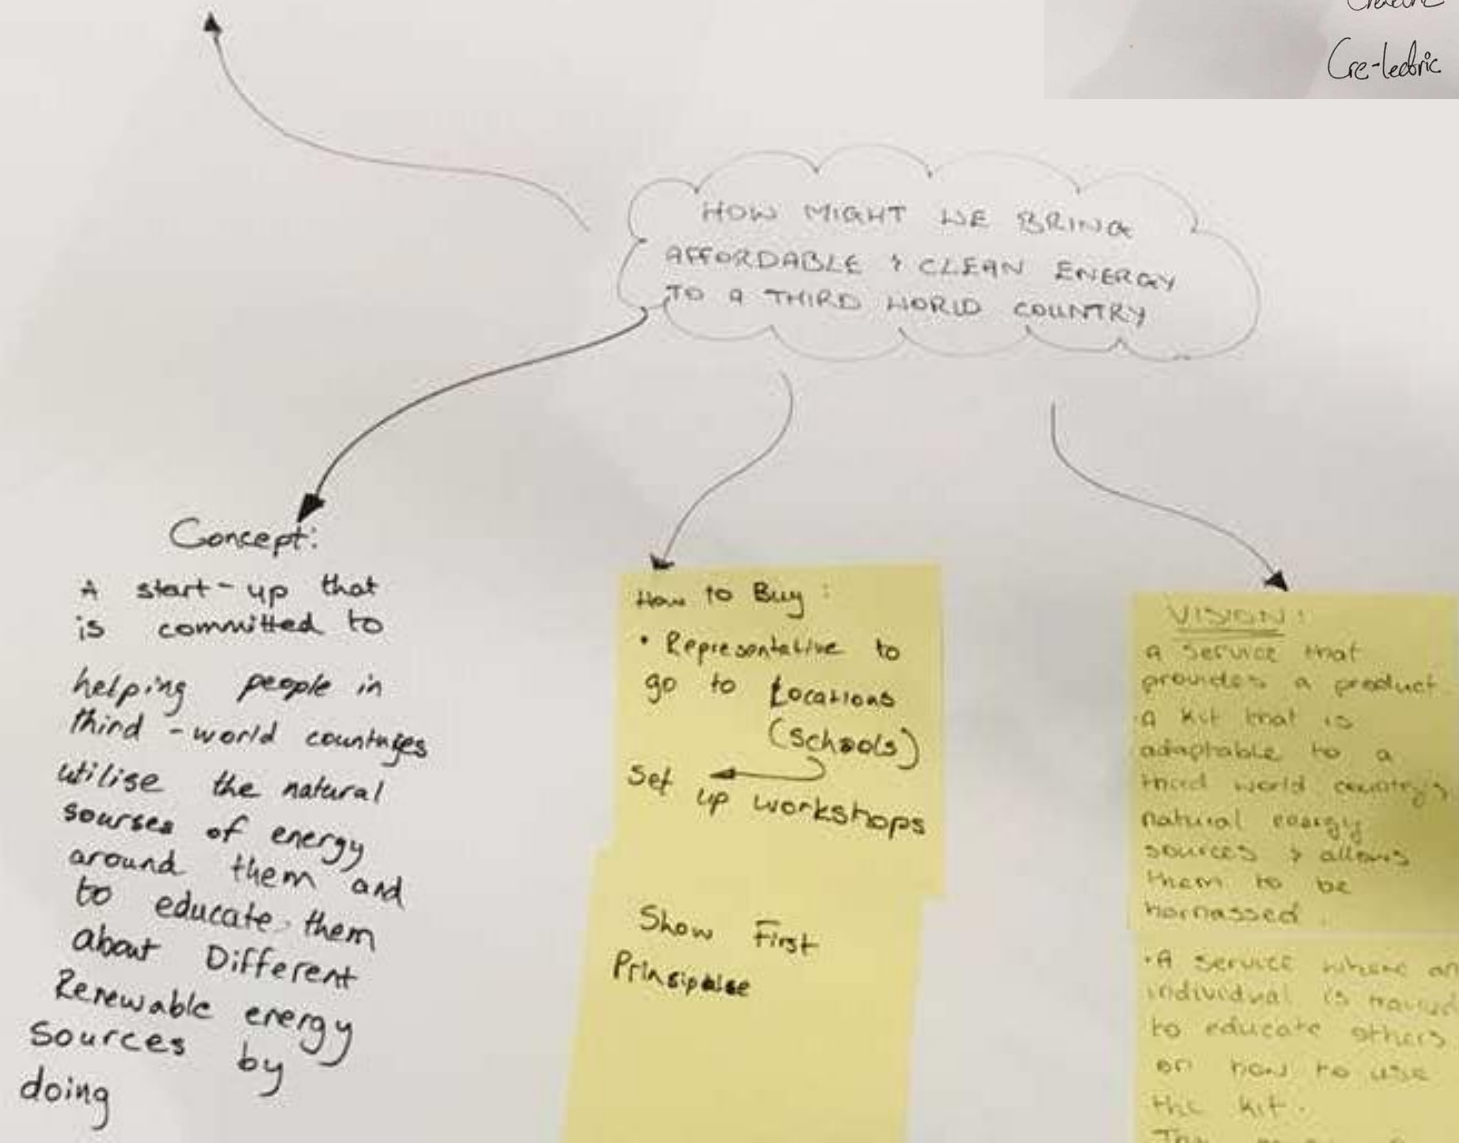 Cre-lectric
HOW MIGHT WE BRING
AFFORDABLE & CLEAN ENERGY
TO A THIRD WORLD COUNTRY
Concept:
A start-up that
is committed to
helping people in
third-world countries
utilise the natural
sourses of energy
around them and
to educate them
about Different
Renewable energy
sources by
doing
How to Buy:
• Representative to
go to Locations
(schools)
Set up workshops
Show First
VISION:
a service that
provides a product.
a kit that is
adaptable to a
third world country's
natural energy
sources & allows
them to be
harnassed.
• A service where an
individual is
to educate others
on how to use
the kit.